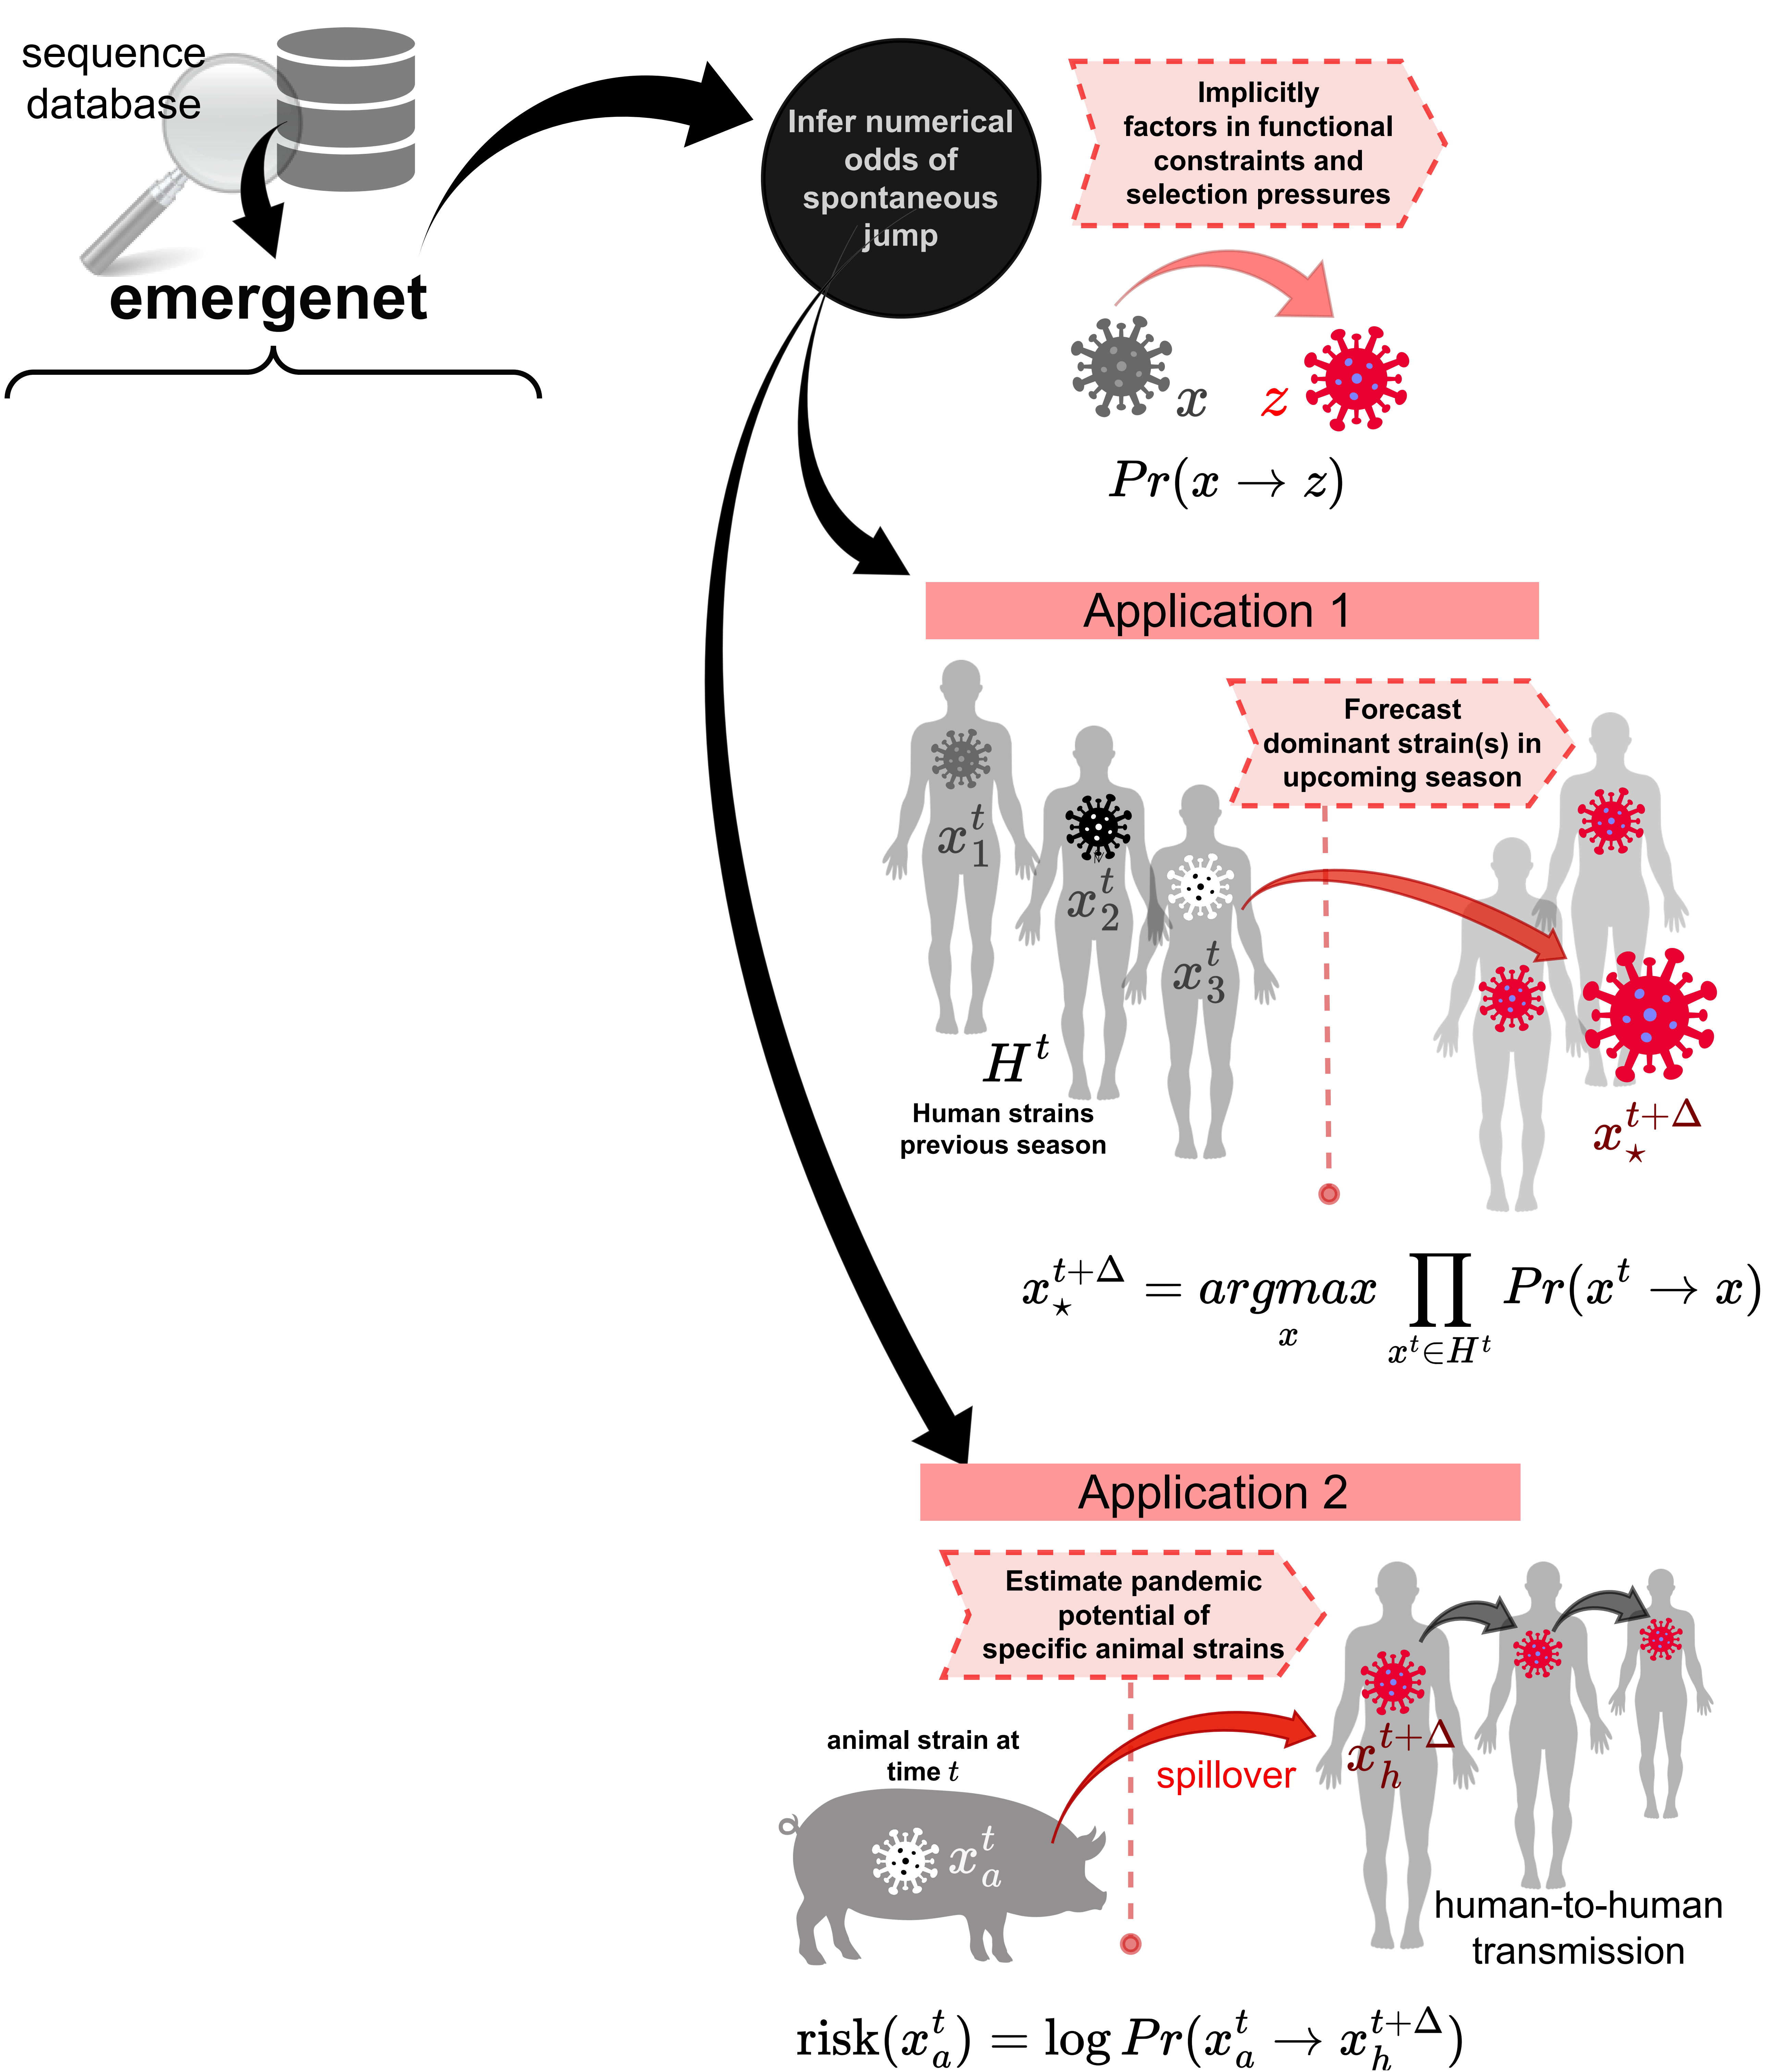 sequence
database
emergenet
Infer numerical
odds of
spontaneous
jump
Implicitly
factors in functional
constraints and
selection pressures
x z
Pr(x → z)
Application 1
Forecast
dominant strain(s) in
upcoming season
x_1^t
x_2^t
x_3^t
H^t
Human strains
previous season
x_⋆^{t+Δ}
x_⋆^{t+Δ} = argmax_x ∏_{x^t∈H^t} Pr(x^t → x)
Application 2
Estimate pandemic
potential of
specific animal strains
animal strain at
time t
spillover
x_h^{t+Δ}
x_a^t
human-to-human
transmission
risk(x_a^t) = log Pr(x_a^t → x_h^{t+Δ})